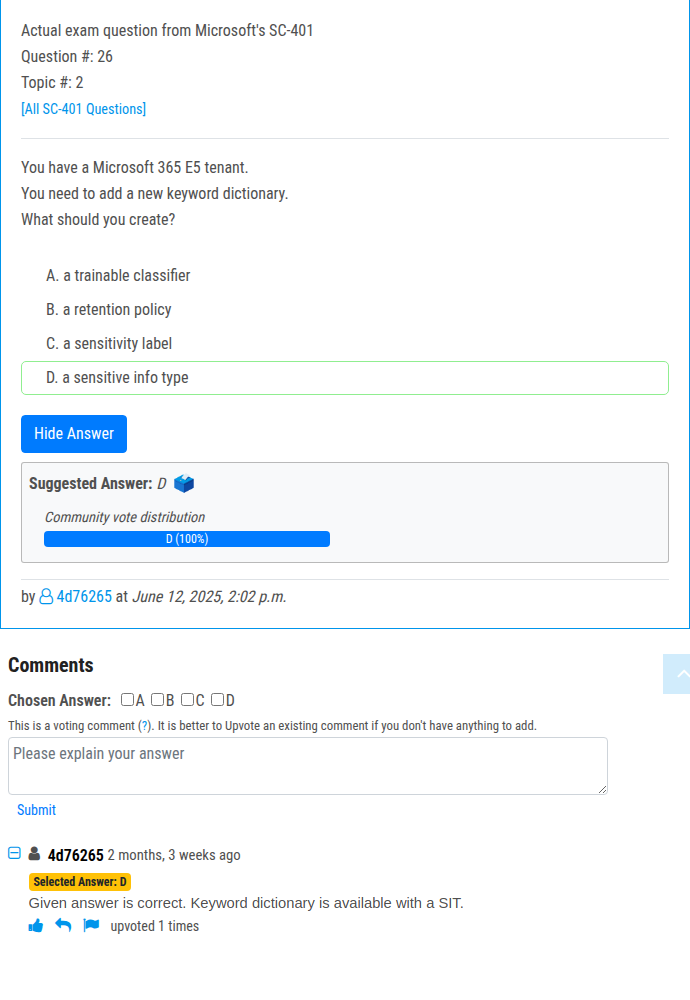 Actual exam question from Microsoft's SC-401
Question #: 26
Topic #: 2
[All SC-401 Questions]
You have a Microsoft 365 E5 tenant.
You need to add a new keyword dictionary.
What should you create?
A. a trainable classifier
B. a retention policy
C. a sensitivity label
D. a sensitive info type
Hide Answer
Suggested Answer: D
Community vote distribution
D (100%)
by 4d76265 at June 12, 2025, 2:02 p.m.
Comments
Chosen Answer: A B C D
This is a voting comment (?). It is better to Upvote an existing comment if you don't have anything to add.
Please explain your answer
Submit
4d76265 2 months, 3 weeks ago
Selected Answer: D
Given answer is correct. Keyword dictionary is available with a SIT.
upvoted 1 times